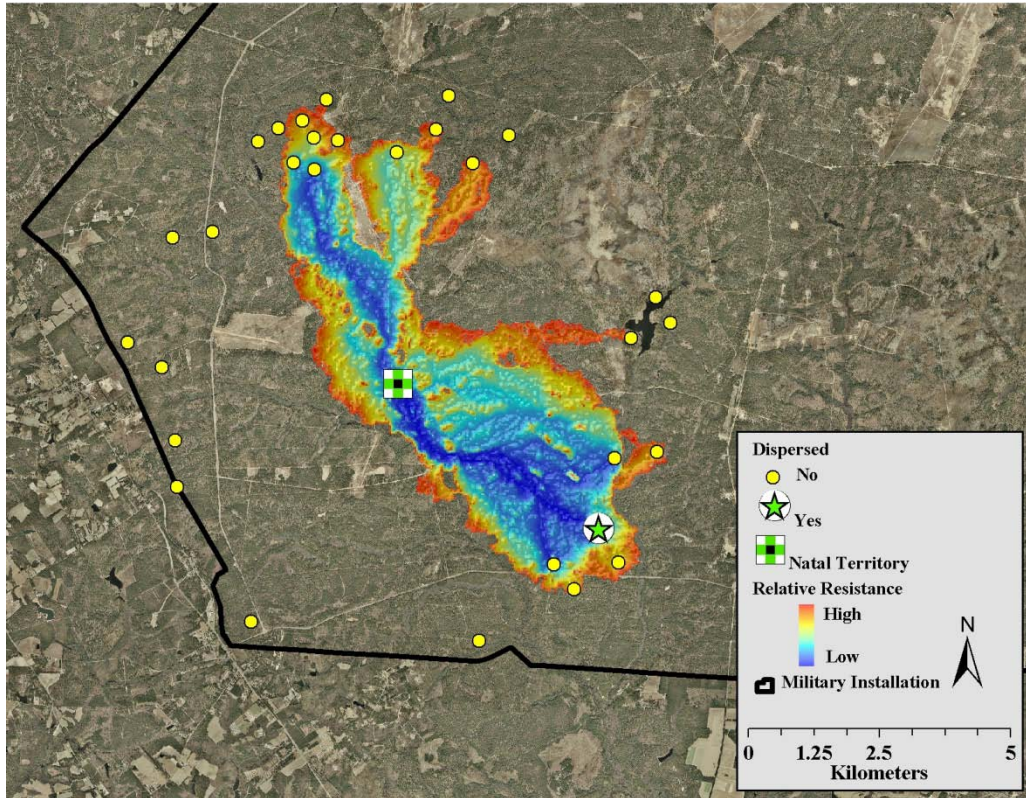 Dispersed
No
Yes
Natal Territory
Relative Resistance
High
Low
Military Installation
N
0 1.25 2.5 5
Kilometers